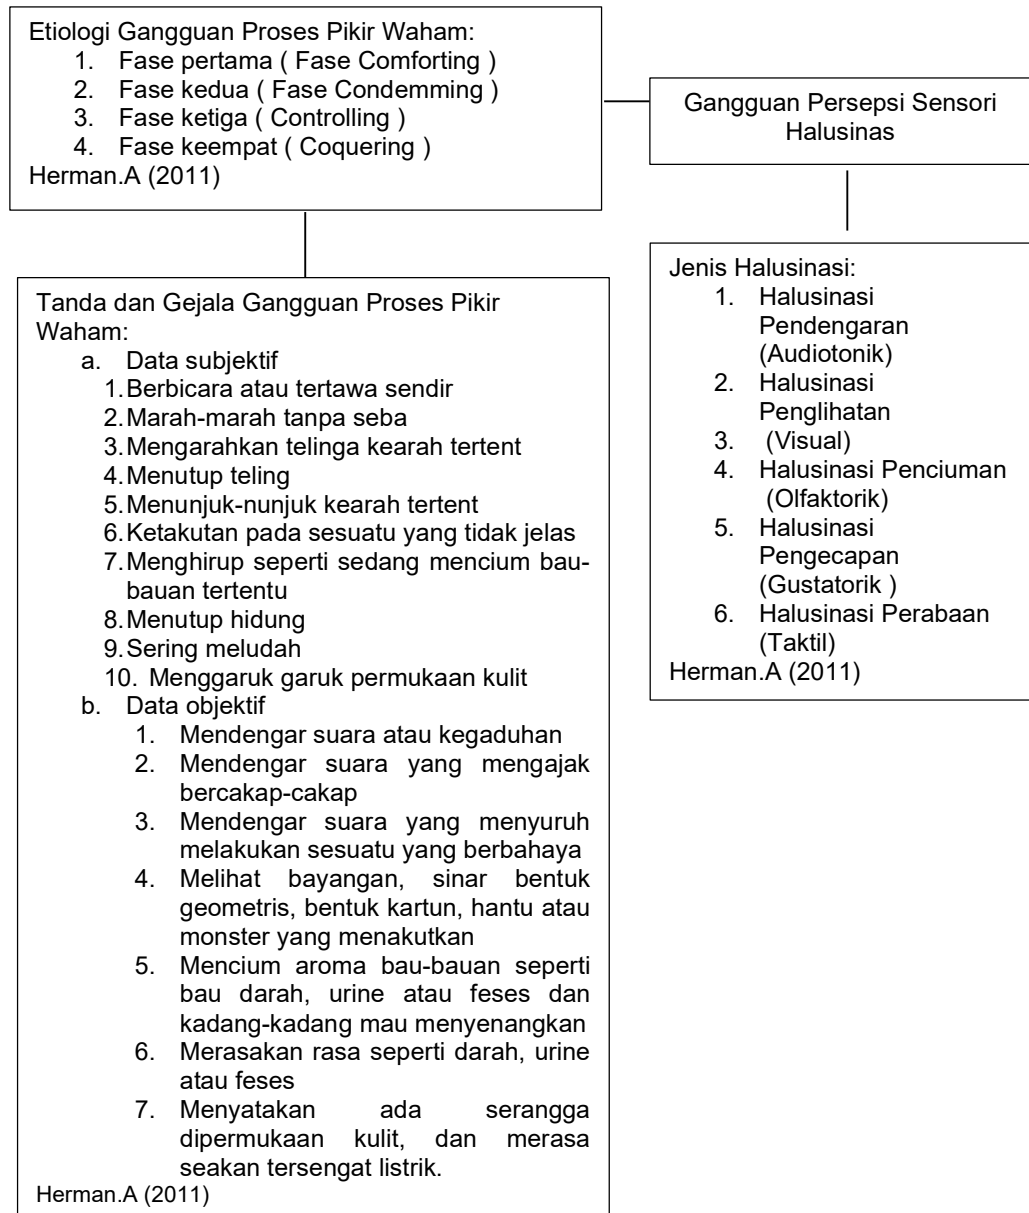 Etiologi Gangguan Proses Pikir Waham:
1. Fase pertama ( Fase Comforting )
2. Fase kedua ( Fase Condemming )
3. Fase ketiga ( Controlling )
4. Fase keempat ( Coquering )
Herman.A (2011)
Gangguan Persepsi Sensori
Halusinas
Tanda dan Gejala Gangguan Proses Pikir
Waham:
a. Data subjektif
1. Berbicara atau tertawa sendir
2. Marah-marah tanpa seba
3. Mengarahkan telinga kearah tertent
4. Menutup teling
5. Menunjuk-nunjuk kearah tertent
6. Ketakutan pada sesuatu yang tidak jelas
7. Menghirup seperti sedang mencium bau-
bauan tertentu
8. Menutup hidung
9. Sering meludah
10. Menggaruk garuk permukaan kulit
b. Data objektif
1. Mendengar suara atau kegaduhan
2. Mendengar suara yang mengajak
bercakap-cakap
3. Mendengar suara yang menyuruh
melakukan sesuatu yang berbahaya
4. Melihat bayangan, sinar bentuk
geometris, bentuk kartun, hantu atau
monster yang menakutkan
5. Mencium aroma bau-bauan seperti
bau darah, urine atau feses dan
kadang-kadang mau menyenangkan
6. Merasakan rasa seperti darah, urine
atau feses
7. Menyatakan ada serangga
dipermukaan kulit, dan merasa
seakan tersengat listrik.
Herman.A (2011)
Jenis Halusinasi:
1. Halusinasi
Pendengaran
(Audiotonik)
2. Halusinasi
Penglihatan
3. (Visual)
4. Halusinasi Penciuman
(Olfaktorik)
5. Halusinasi
Pengecapan
(Gustatorik )
6. Halusinasi Perabaan
(Taktil)
Herman.A (2011)